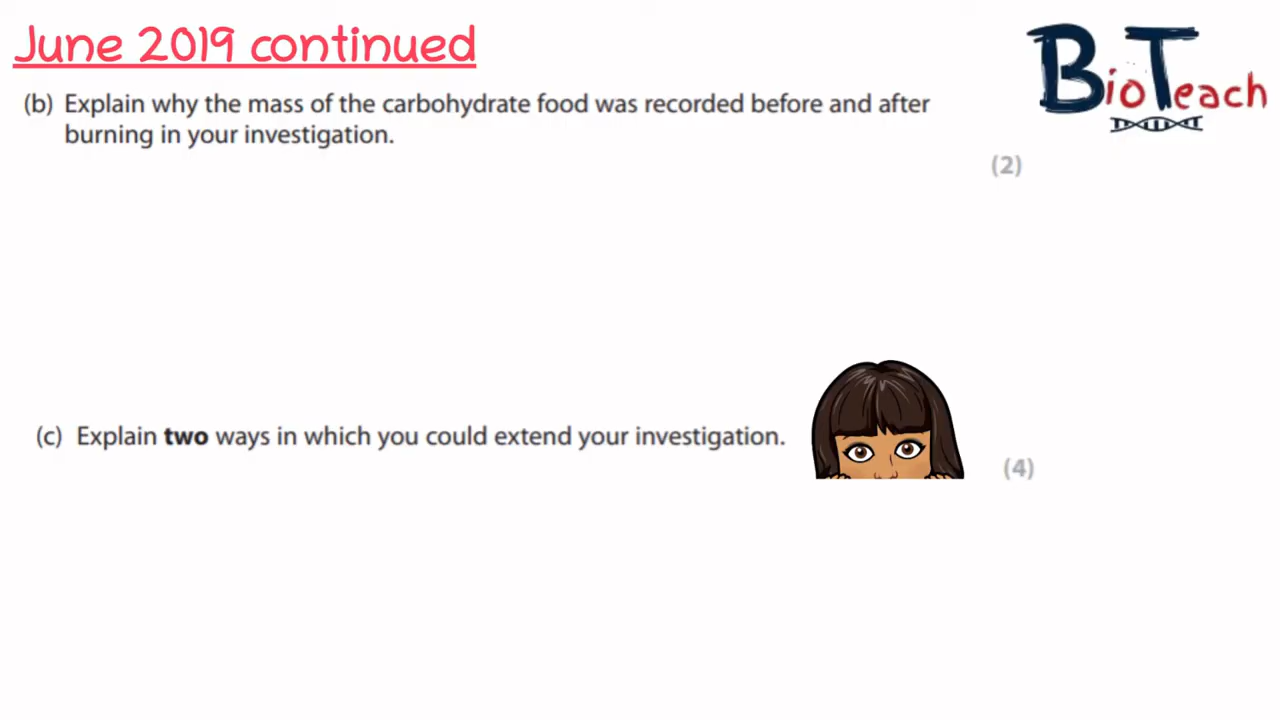 June 2019 continued
BioTeach
(b) Explain why the mass of the carbohydrate food was recorded before and after
burning in your investigation.
(2)
(c) Explain two ways in which you could extend your investigation.
(4)